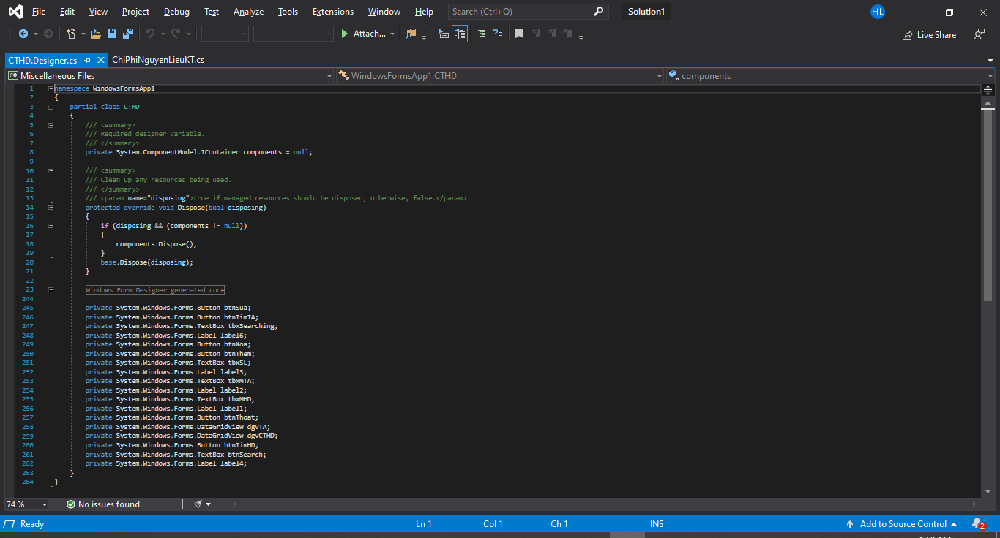 File Edit View Project Debug Test Analyze Tools Extensions Window Help Search (Ctrl+Q) Solution1 HL
Attach... Live Share
CTHD.Designer.cs ChiPhiNguyenLieuKT.cs
C# Miscellaneous Files WindowsFormsApp1.CTHD components
1 namespace WindowsFormsApp1
2 {
3 partial class CTHD
4 {
5 /// <summary>
6 /// Required designer variable.
7 /// </summary>
8 private System.ComponentModel.IContainer components = null;
9
10 /// <summary>
11 /// Clean up any resources being used.
12 /// </summary>
13 /// <param name="disposing">true if managed resources should be disposed; otherwise, false.</param>
14 protected override void Dispose(bool disposing)
15 {
16 if (disposing && (components != null))
17 {
18 components.Dispose();
19 }
20 base.Dispose(disposing);
21 }
22
23 Windows Form Designer generated code
244
245 private System.Windows.Forms.Button btnSua;
246 private System.Windows.Forms.Button btnTimTA;
247 private System.Windows.Forms.TextBox tbxSearching;
248 private System.Windows.Forms.Label label6;
249 private System.Windows.Forms.Button btnXoa;
250 private System.Windows.Forms.Button btnThem;
251 private System.Windows.Forms.TextBox tbxSL;
252 private System.Windows.Forms.Label label3;
253 private System.Windows.Forms.TextBox tbxMTA;
254 private System.Windows.Forms.Label label2;
255 private System.Windows.Forms.TextBox tbxMHD;
256 private System.Windows.Forms.Label label1;
257 private System.Windows.Forms.Button btnThoat;
258 private System.Windows.Forms.DataGridView dgvTA;
259 private System.Windows.Forms.DataGridView dgvCTHD;
260 private System.Windows.Forms.Button btnTimHD;
261 private System.Windows.Forms.TextBox btnSearch;
262 private System.Windows.Forms.Label label4;
263 }
264 }
74 % No issues found
Ready Ln 1 Col 1 Ch 1 INS Add to Source Control 2